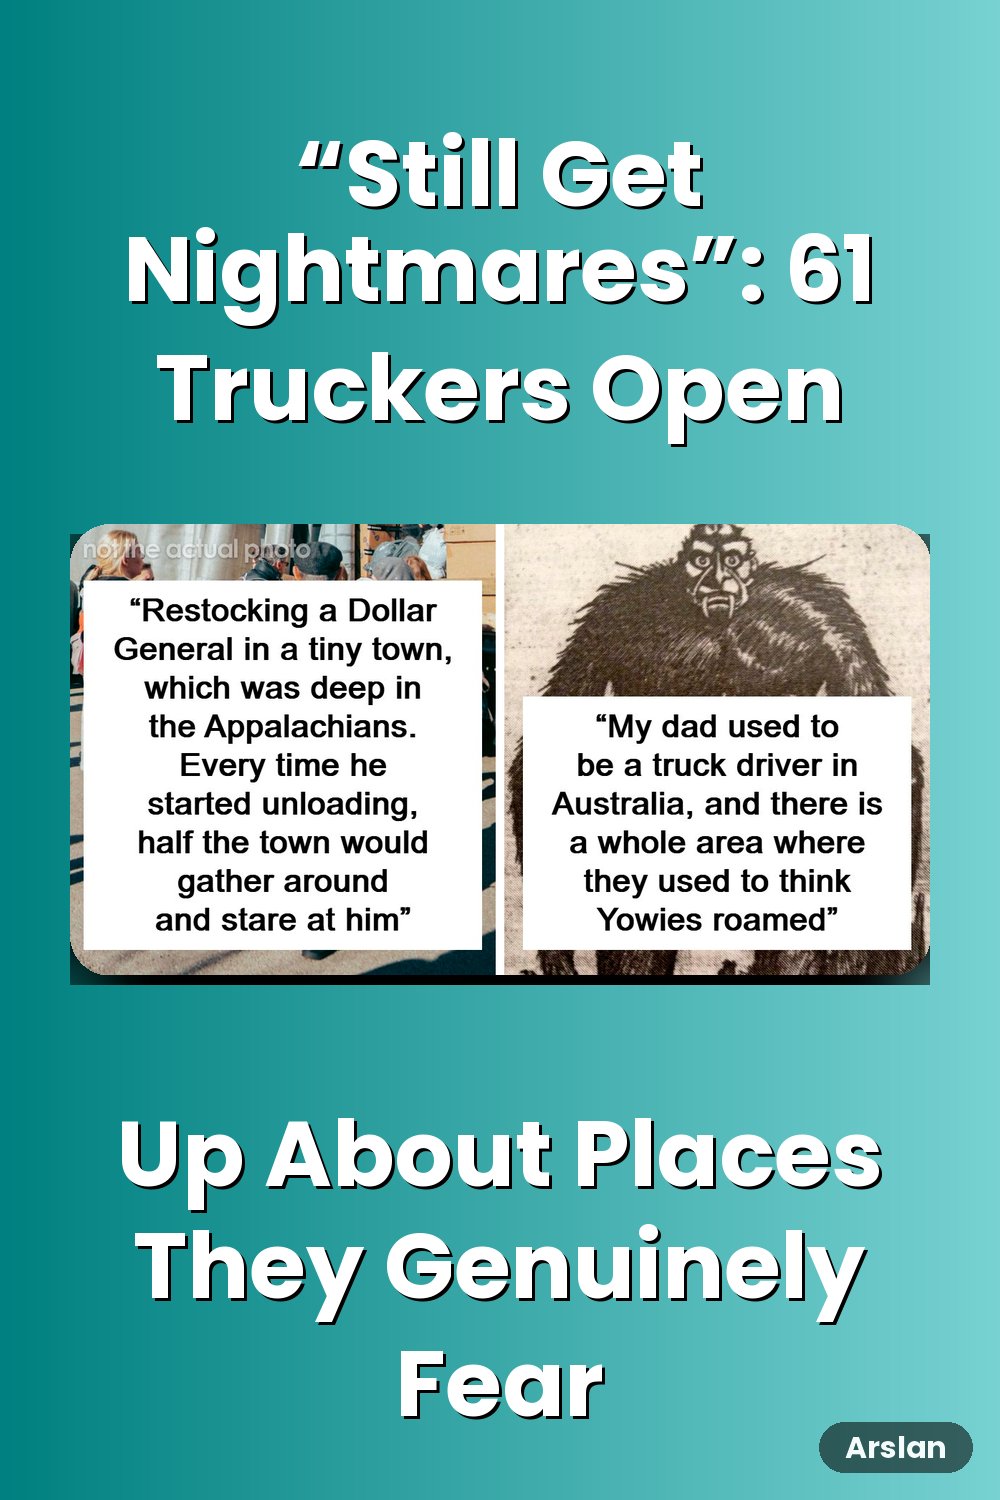 “Still Get
Nightmares”: 61
Truckers Open
not the actual photo
“Restocking a Dollar
General in a tiny town,
which was deep in
the Appalachians.
Every time he
started unloading,
half the town would
gather around
and stare at him”
“My dad used to
be a truck driver in
Australia, and there is
a whole area where
they used to think
Yowies roamed”
Up About Places
They Genuinely
Fear
Arslan